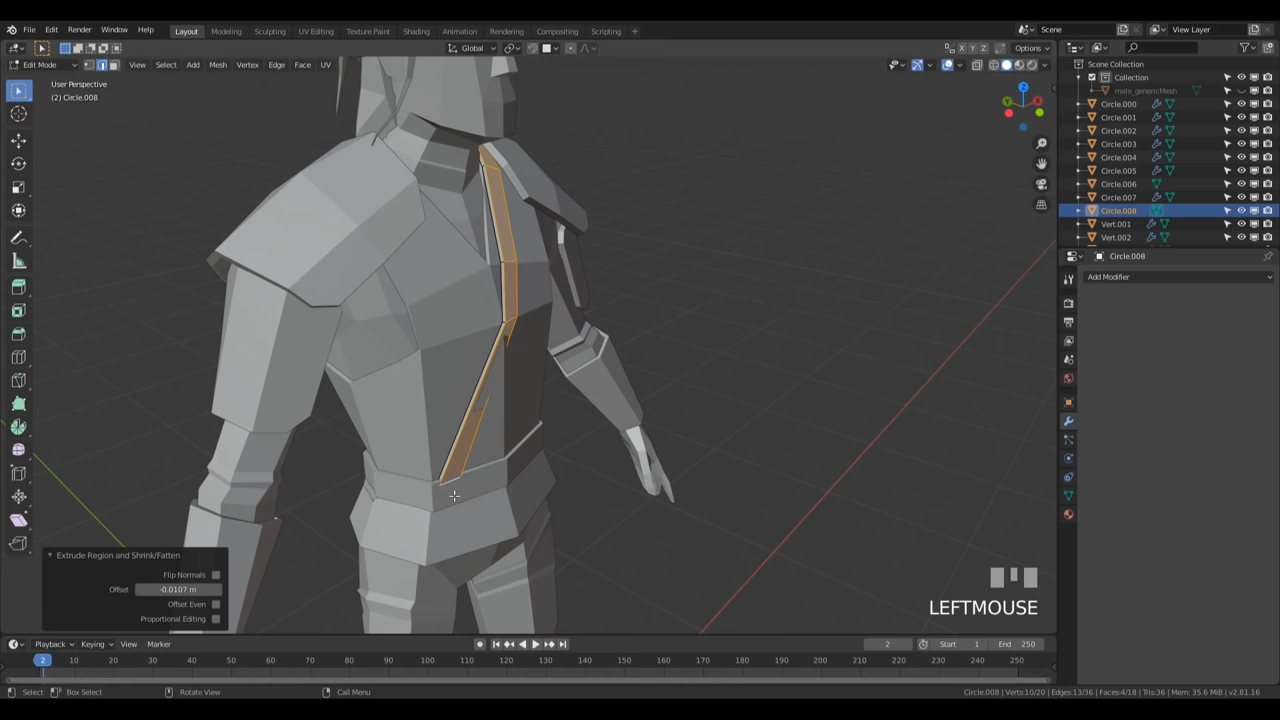 File Edit Render Window Help Layout Modeling Sculpting UV Editing Texture Paint Shading Animation Rendering Compositing Scripting + Scene View Layer
Global X Y Z Options
Edit Mode View Select Add Mesh Vertex Edge Face UV
User Perspective
(2) Circle.008
Z
Y X
Scene Collection
Collection
male_genericMesh
Circle.000
Circle.001
Circle.002
Circle.003
Circle.004
Circle.005
Circle.006
Circle.007
Circle.008
Vert.001
Vert.002
Circle.008
Add Modifier
Extrude Region and Shrink/Fatten
Flip Normals
Offset -0.0107 m
Offset Even
Proportional Editing
LEFTMOUSE
Playback Keying View Marker 2 Start 1 End 250
2 10 20 30 40 50 60 70 80 90 100 110 120 130 140 150 160 170 180 190 200 210 220 230 240 250
Select Box Select Rotate View Call Menu Circle.008 | Verts:10/20 | Edges:13/36 | Faces:4/18 | Tris:36 | Mem: 35.6 MiB | v2.81.16